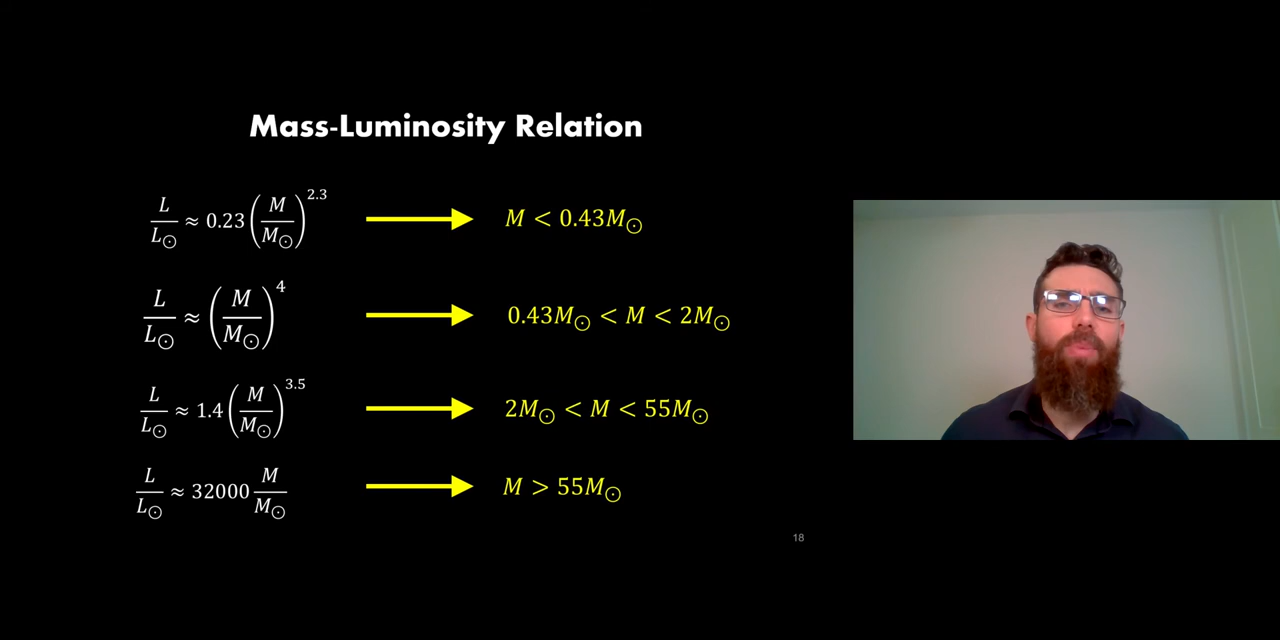 Mass-Luminosity Relation
L/L⊙ ≈ 0.23 (M/M⊙)^2.3 → M < 0.43M⊙
L/L⊙ ≈ (M/M⊙)^4 → 0.43M⊙ < M < 2M⊙
L/L⊙ ≈ 1.4 (M/M⊙)^3.5 → 2M⊙ < M < 55M⊙
L/L⊙ ≈ 32000 M/M⊙ → M > 55M⊙
18